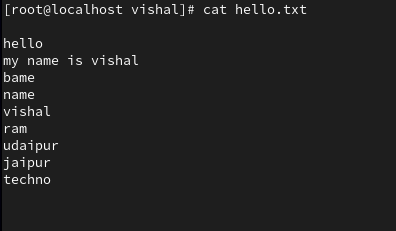 [root@localhost vishal]# cat hello.txt
hello
my name is vishal
bame
name
vishal
ram
udaipur
jaipur
techno